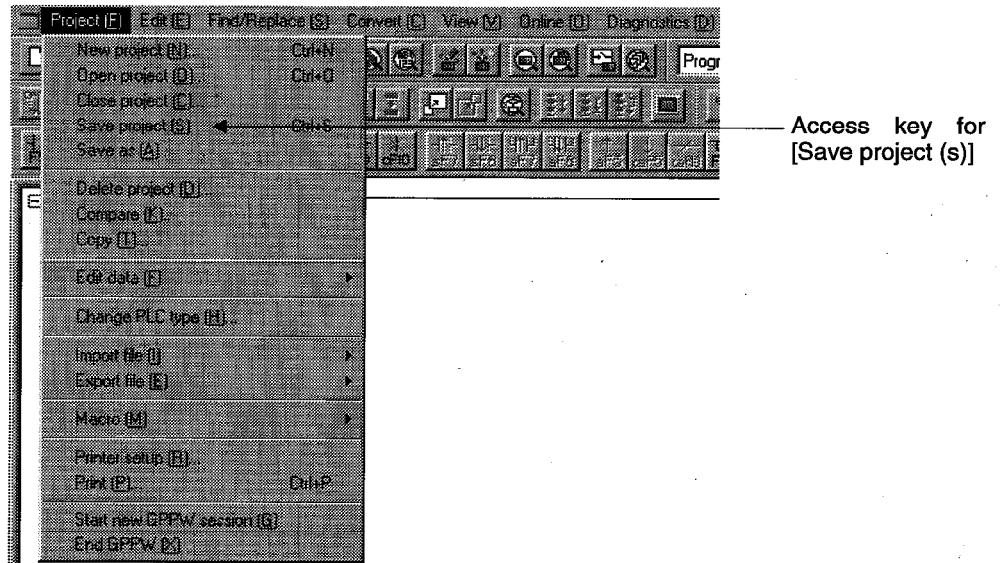 Project (F) Edit (E) Find/Replace (S) Convert (C) View (V) Online (O) Diagnostics (D)
New project (N)... Ctrl+N
Open project (O)... Ctrl+O
Close project (C)...
Save project (S) Ctrl+S
Save as (A)
Delete project (D)...
Compare (K)...
Copy (T)...
Edit data (F)
Change PLC type (H)...
Import file (I)
Export file (E)
Macro (M)
Printer setup (R)...
Print (P)... Ctrl+P
Start new GPPW session (G)
End GPPW (X)
Progr
Access key for
[Save project (s)]